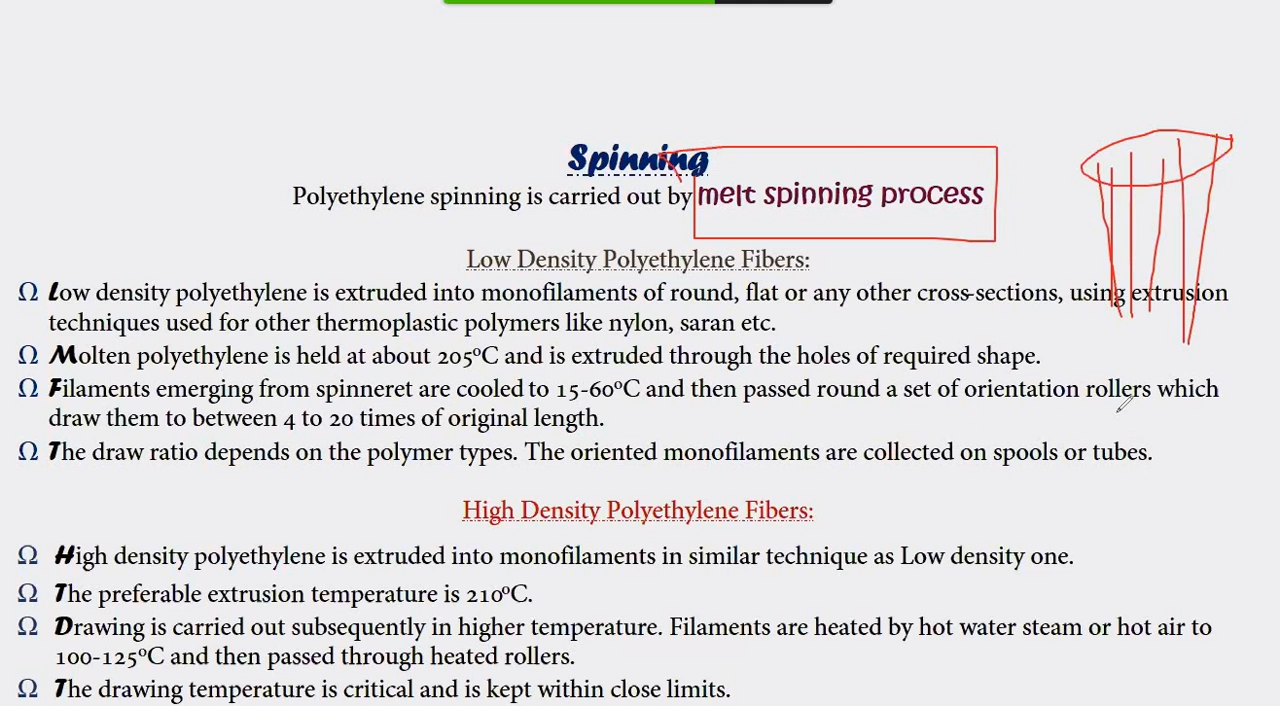 Spinning
Polyethylene spinning is carried out by melt spinning process
Low Density Polyethylene Fibers:
Ω Low density polyethylene is extruded into monofilaments of round, flat or any other cross-sections, using extrusion
techniques used for other thermoplastic polymers like nylon, saran etc.
Ω Molten polyethylene is held at about 205ºC and is extruded through the holes of required shape.
Ω Filaments emerging from spinneret are cooled to 15-60ºC and then passed round a set of orientation rollers which
draw them to between 4 to 20 times of original length.
Ω The draw ratio depends on the polymer types. The oriented monofilaments are collected on spools or tubes.
High Density Polyethylene Fibers:
Ω High density polyethylene is extruded into monofilaments in similar technique as Low density one.
Ω The preferable extrusion temperature is 210ºC.
Ω Drawing is carried out subsequently in higher temperature. Filaments are heated by hot water steam or hot air to
100-125ºC and then passed through heated rollers.
Ω The drawing temperature is critical and is kept within close limits.